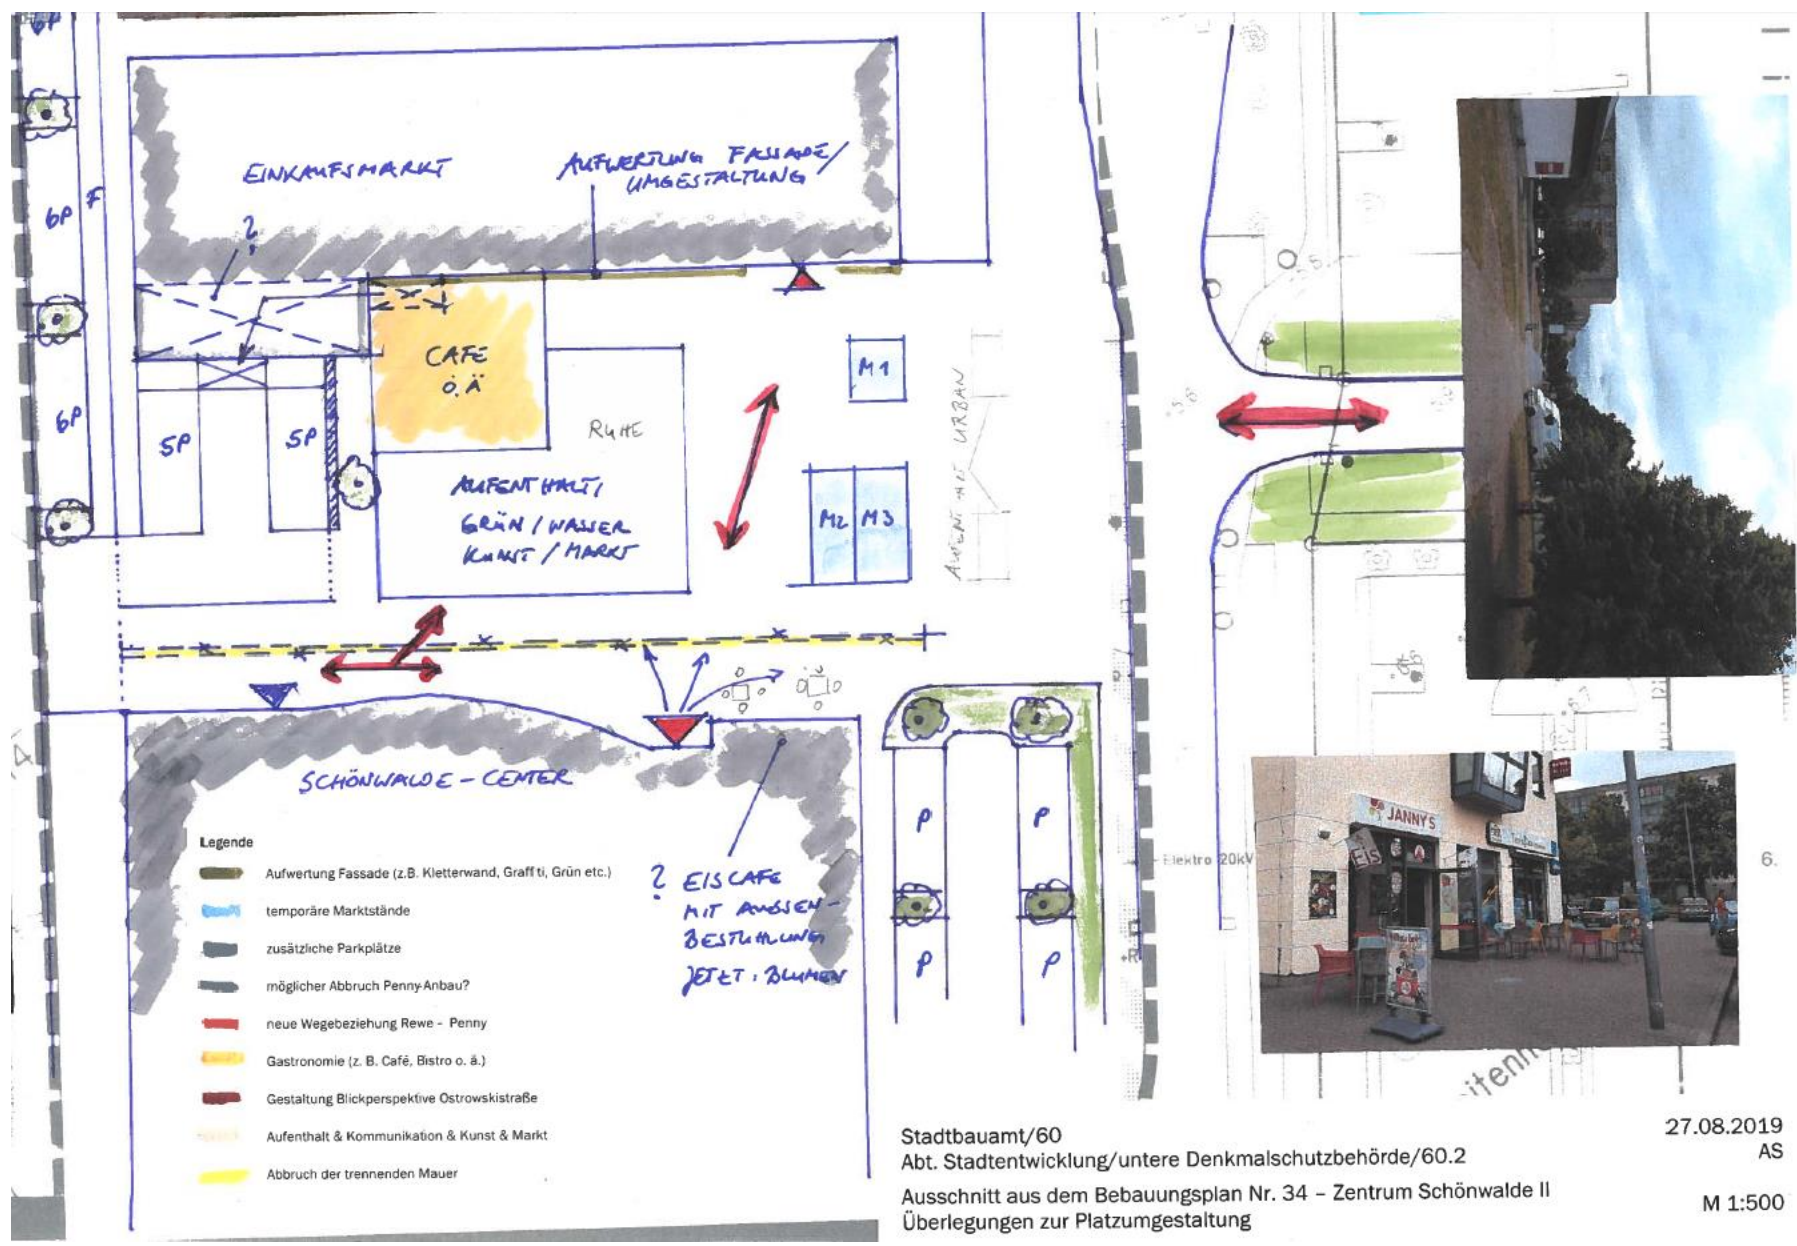 6P
6P
F
6P
EINKAUFSMARKT
?
AUFWERTUNG FASSADE/
UMGESTALTUNG
CAFE
O.Ä
RUHE
M1
M2 M3
5P
5P
AUFENTHALT/
GRÜN/WASSER
KUNST/MARKT
AUFENTHALT URBAN
SCHÖNWALDE-CENTER
? EISCAFE
MIT AUSSEN-
BESTUHLUNG
JETZT: BLUMEN
P
P
P
P
Legende
Aufwertung Fassade (z.B. Kletterwand, Graffiti, Grün etc.)
temporäre Marktstände
zusätzliche Parkplätze
möglicher Abbruch Penny-Anbau?
neue Wegebeziehung Rewe - Penny
Gastronomie (z. B. Café, Bistro o. ä.)
Gestaltung Blickperspektive Ostrowskistraße
Aufenthalt & Kommunikation & Kunst & Markt
Abbruch der trennenden Mauer
Elektro 20kV
+R
6.
JANNY'S
EIS
Stadtbauamt/60
Abt. Stadtentwicklung/untere Denkmalschutzbehörde/60.2
Ausschnitt aus dem Bebauungsplan Nr. 34 – Zentrum Schönwalde II
Überlegungen zur Platzumgestaltung
27.08.2019
AS
M 1:500